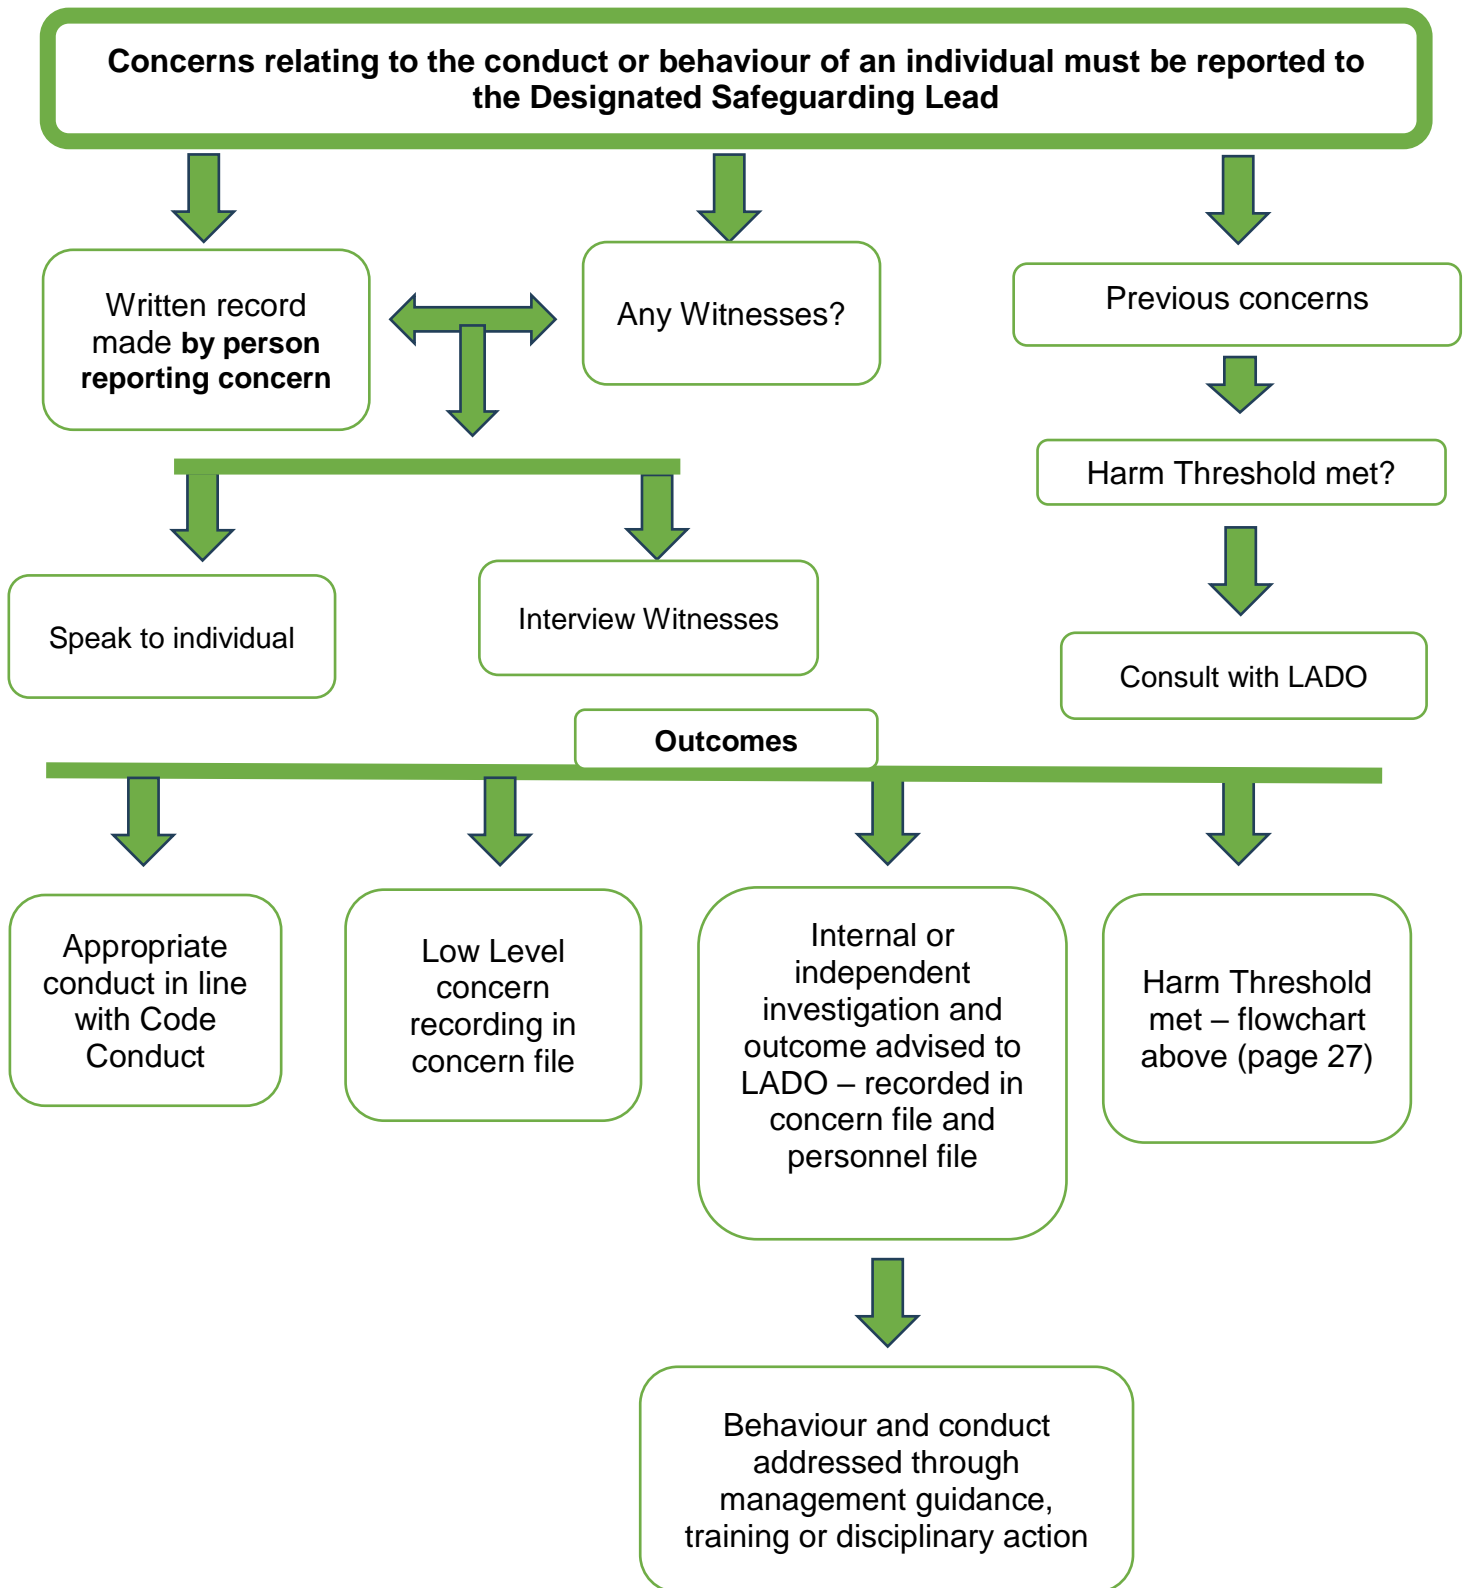 Concerns relating to the conduct or behaviour of an individual must be reported to
the Designated Safeguarding Lead
Written record
made by person
reporting concern
Any Witnesses?
Previous concerns
Harm Threshold met?
Speak to individual
Interview Witnesses
Consult with LADO
Outcomes
Appropriate
conduct in line
with Code
Conduct
Low Level
concern
recording in
concern file
Internal or
independent
investigation and
outcome advised to
LADO – recorded in
concern file and
personnel file
Harm Threshold
met – flowchart
above (page 27)
Behaviour and conduct
addressed through
management guidance,
training or disciplinary action